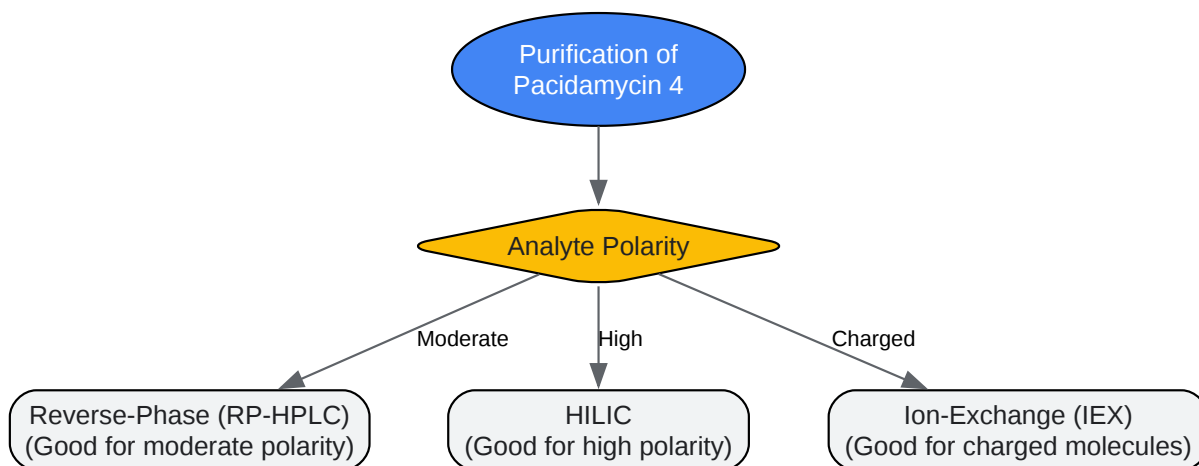 Purification of
Pacidamycin 4
Analyte Polarity
Moderate
High
Charged
Reverse-Phase (RP-HPLC)
(Good for moderate polarity)
HILIC
(Good for high polarity)
Ion-Exchange (IEX)
(Good for charged molecules)